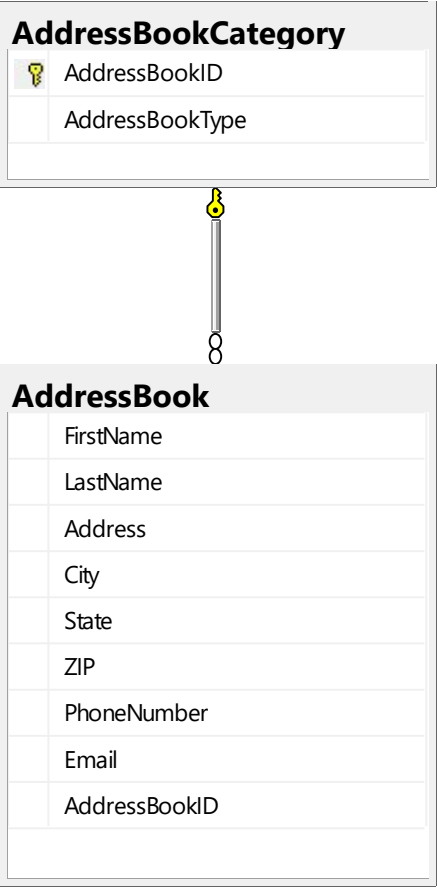 AddressBookCategory
AddressBookID
AddressBookType
AddressBook
FirstName
LastName
Address
City
State
ZIP
PhoneNumber
Email
AddressBookID